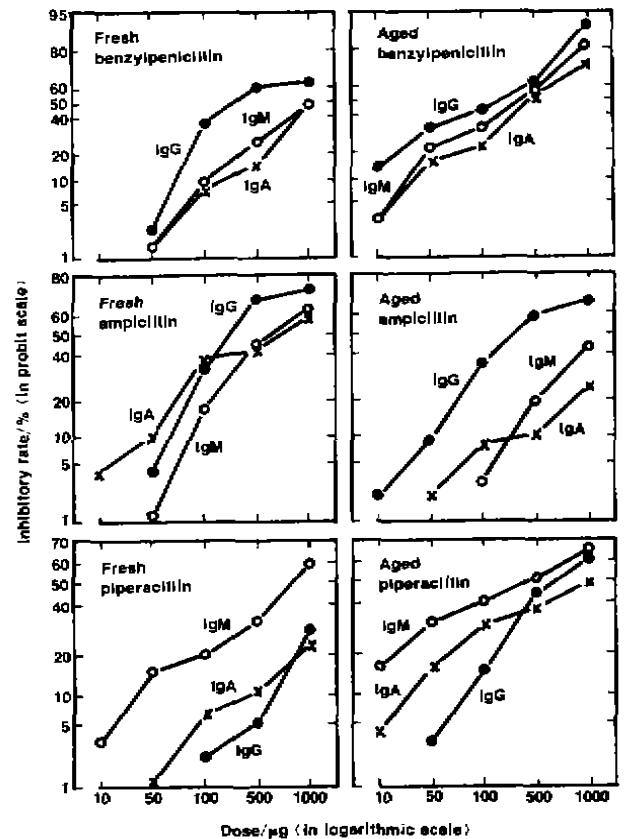 95
80
60
50
40
20
10
5
1
Fresh
benzylpenicillin
IgG
IgM
IgA
Aged
benzylpenicillin
IgG
IgM
IgA
80
60
50
40
20
10
5
1
Fresh
ampicillin
IgG
IgA
IgM
Aged
ampicillin
IgG
IgM
IgA
Inhibitory rate/% (in probit scale)
70
60
50
40
20
10
5
1
Fresh
piperacillin
IgM
IgA
IgG
Aged
piperacillin
IgM
IgA
IgG
10 50 100 500 1000 10 50 100 500 1000
Dose/μg (in logarithmic scale)